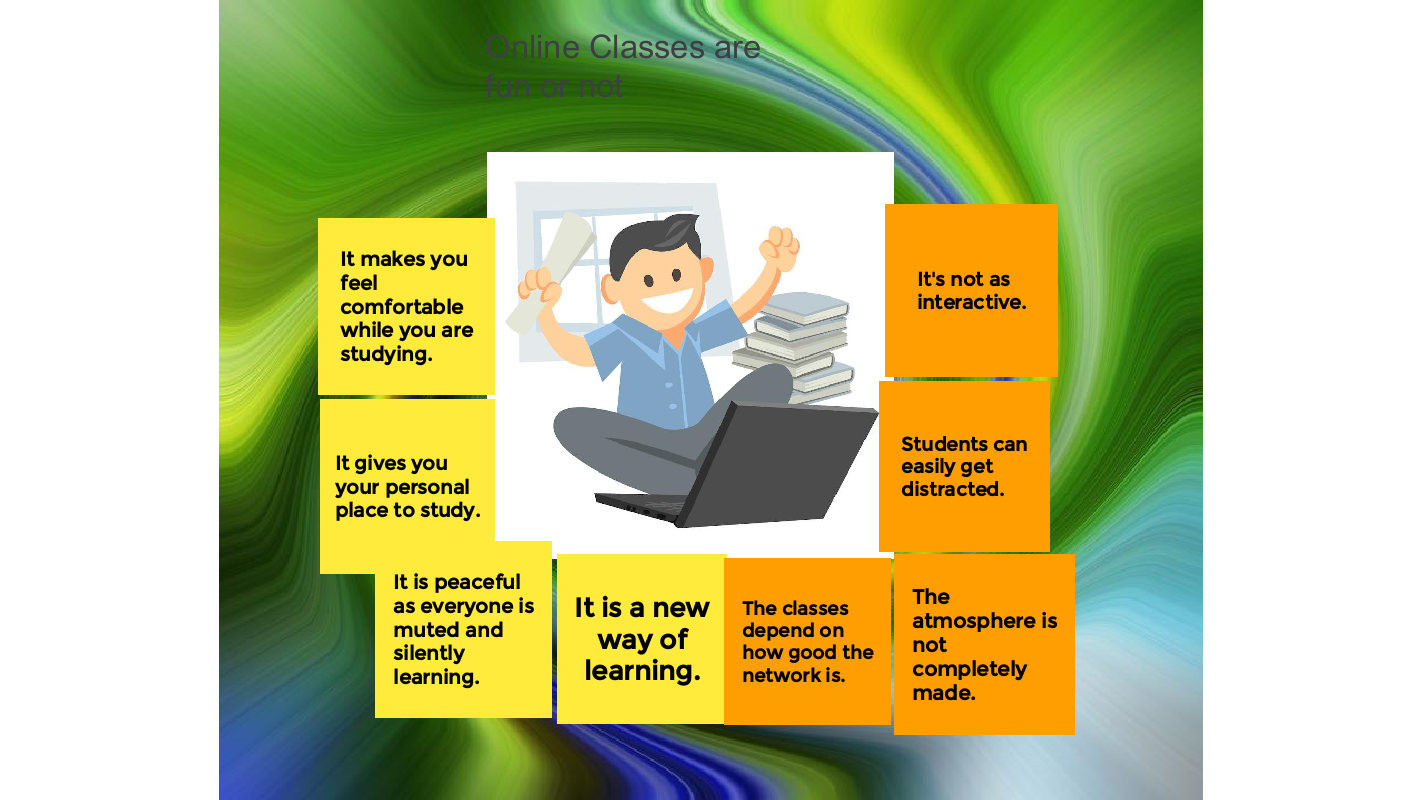 Online Classes are
fun or not
It makes you
feel
comfortable
while you are
studying.
It's not as
interactive.
It gives you
your personal
place to study.
Students can
easily get
distracted.
It is peaceful
as everyone is
muted and
silently
learning.
It is a new
way of
learning.
The classes
depend on
how good the
network is.
The
atmosphere is
not
completely
made.